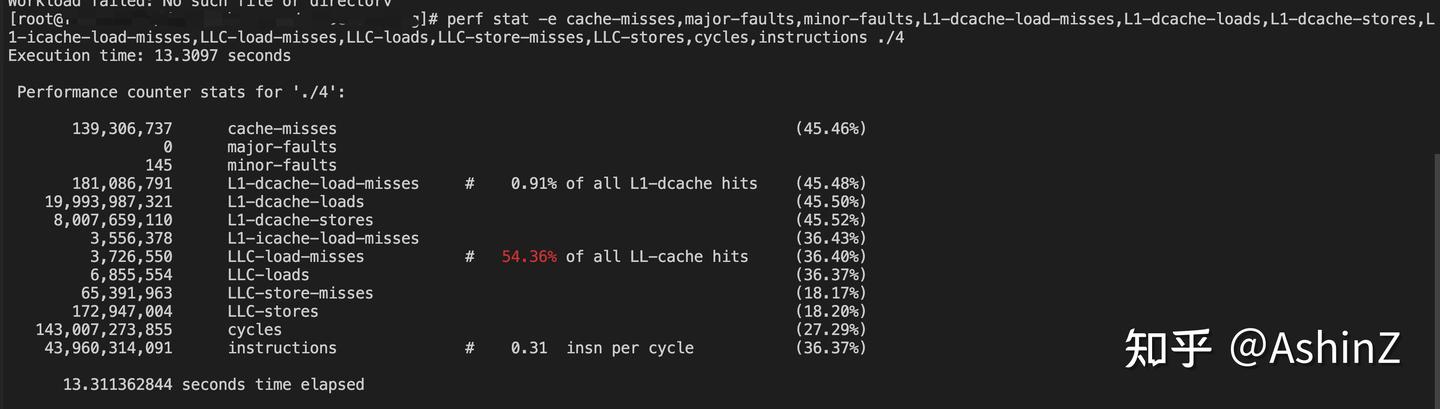 Workload failed: No such file or directory
[root@ g]# perf stat -e cache-misses,major-faults,minor-faults,L1-dcache-load-misses,L1-dcache-loads,L1-dcache-stores,L
1-icache-load-misses,LLC-load-misses,LLC-loads,LLC-store-misses,LLC-stores,cycles,instructions ./4
Execution time: 13.3097 seconds
Performance counter stats for './4':
139,306,737 cache-misses (45.46%)
0 major-faults
145 minor-faults
181,086,791 L1-dcache-load-misses # 0.91% of all L1-dcache hits (45.48%)
19,993,987,321 L1-dcache-loads (45.50%)
8,007,659,110 L1-dcache-stores (45.52%)
3,556,378 L1-icache-load-misses (36.43%)
3,726,550 LLC-load-misses # 54.36% of all LL-cache hits (36.40%)
6,855,554 LLC-loads (36.37%)
65,391,963 LLC-store-misses (18.17%)
172,947,004 LLC-stores (18.20%)
143,007,273,855 cycles (27.29%)
43,960,314,091 instructions # 0.31 insn per cycle (36.37%)
13.311362844 seconds time elapsed
知乎 @AshinZ